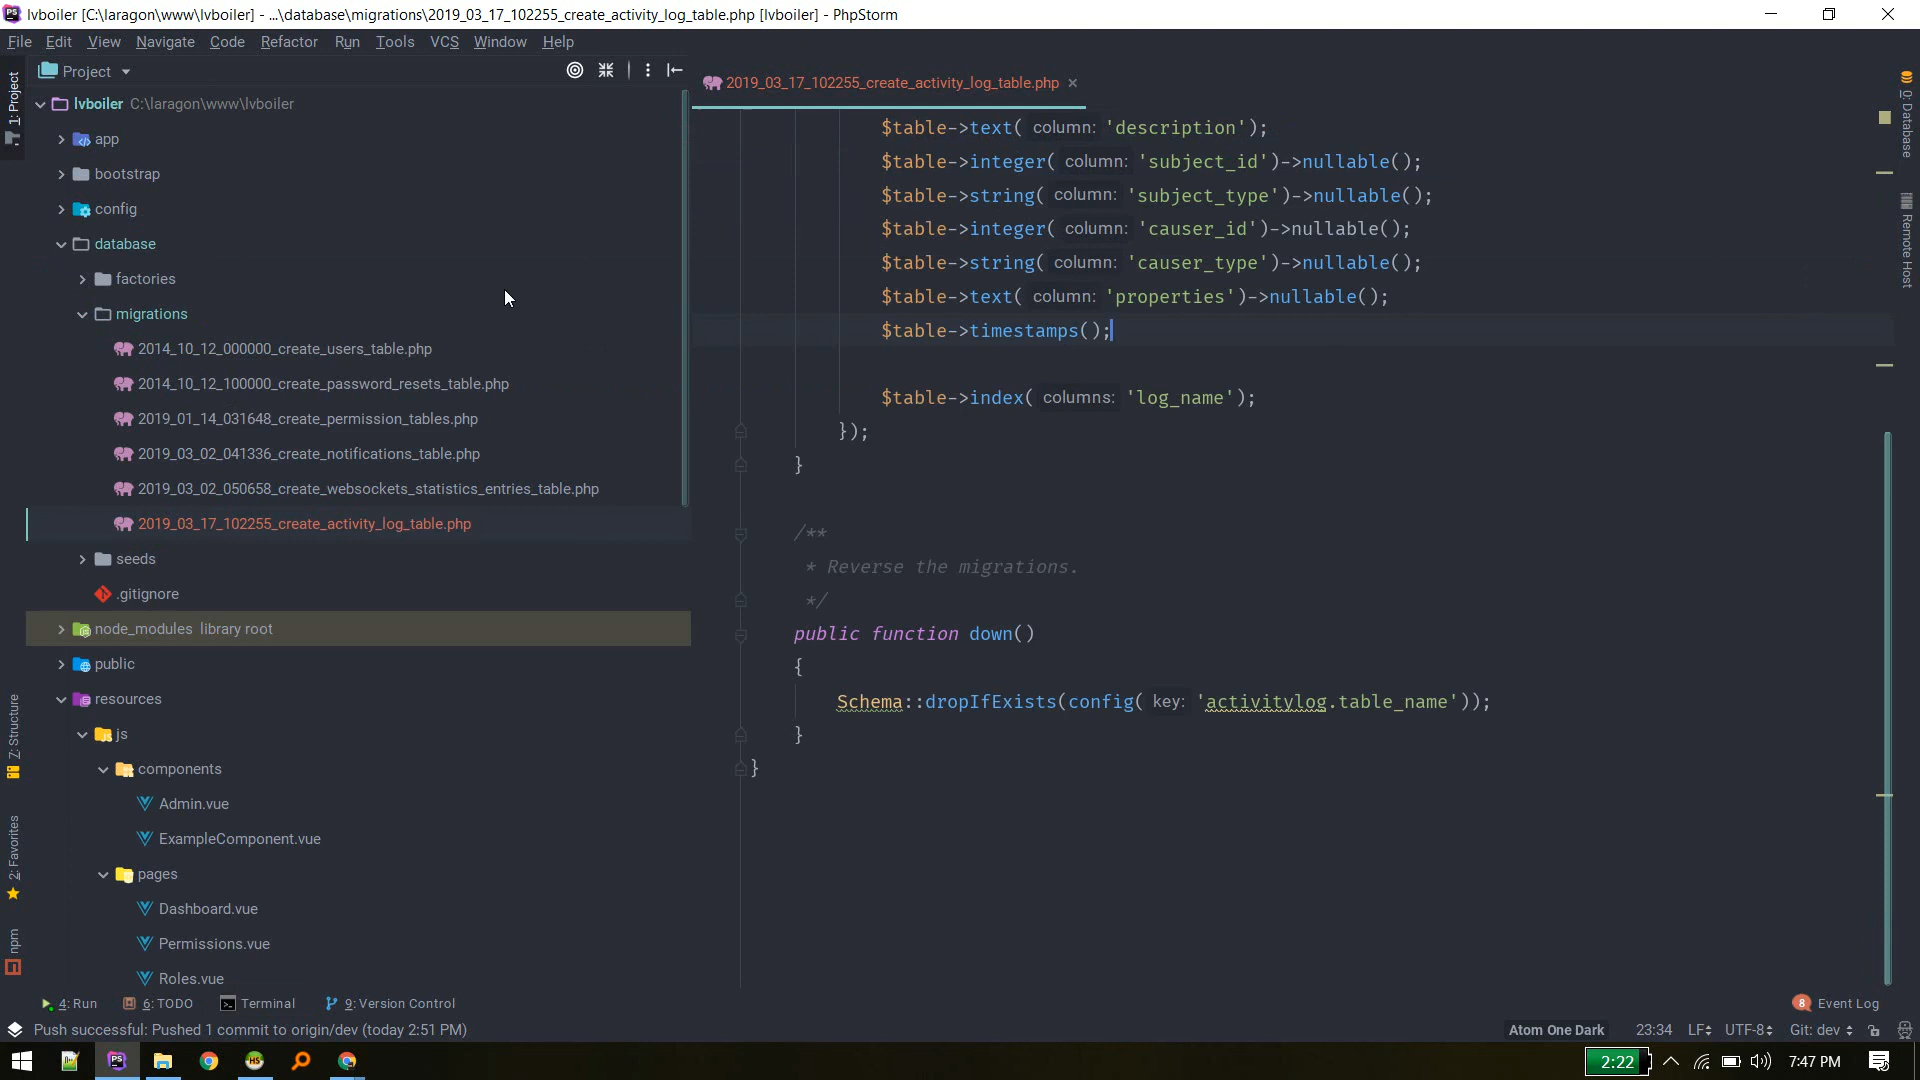 lvboiler [C:\laragon\www\lvboiler] - ...\database\migrations\2019_03_17_102255_create_activity_log_table.php [lvboiler] - PhpStorm
File Edit View Navigate Code Refactor Run Tools VCS Window Help
Project
2019_03_17_102255_create_activity_log_table.php
1: Project
lvboiler C:\laragon\www\lvboiler
app
bootstrap
config
database
factories
migrations
2014_10_12_000000_create_users_table.php
2014_10_12_100000_create_password_resets_table.php
2019_01_14_031648_create_permission_tables.php
2019_03_02_041336_create_notifications_table.php
2019_03_02_050658_create_websockets_statistics_entries_table.php
2019_03_17_102255_create_activity_log_table.php
seeds
.gitignore
node_modules library root
public
resources
js
components
Admin.vue
ExampleComponent.vue
pages
Dashboard.vue
Permissions.vue
Roles.vue
Z: Structure
2: Favorites
npm
$table->text( column: 'description');
$table->integer( column: 'subject_id')->nullable();
$table->string( column: 'subject_type')->nullable();
$table->integer( column: 'causer_id')->nullable();
$table->string( column: 'causer_type')->nullable();
$table->text( column: 'properties')->nullable();
$table->timestamps();
$table->index( columns: 'log_name');
});
}
/**
* Reverse the migrations.
*/
public function down()
{
Schema::dropIfExists(config( key: 'activitylog.table_name'));
}
}
0: Database
Remote Host
4: Run 6: TODO Terminal 9: Version Control
8 Event Log
Push successful: Pushed 1 commit to origin/dev (today 2:51 PM)
Atom One Dark 23:34 LF UTF-8 Git: dev
2:22
7:47 PM